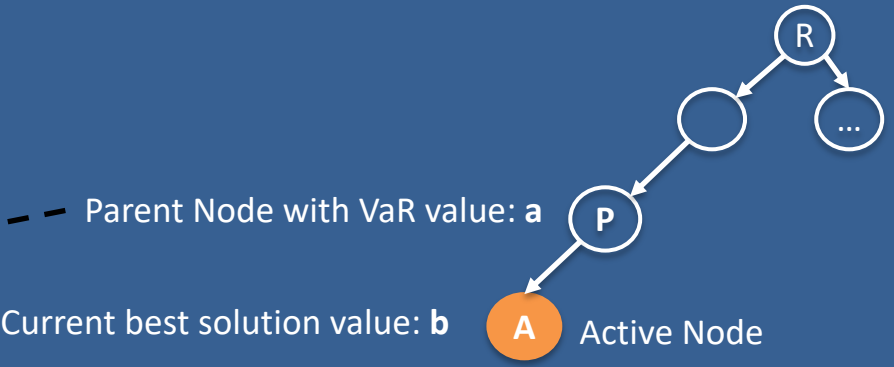 R
...
Parent Node with VaR value: a
P
Current best solution value: b
A
Active Node